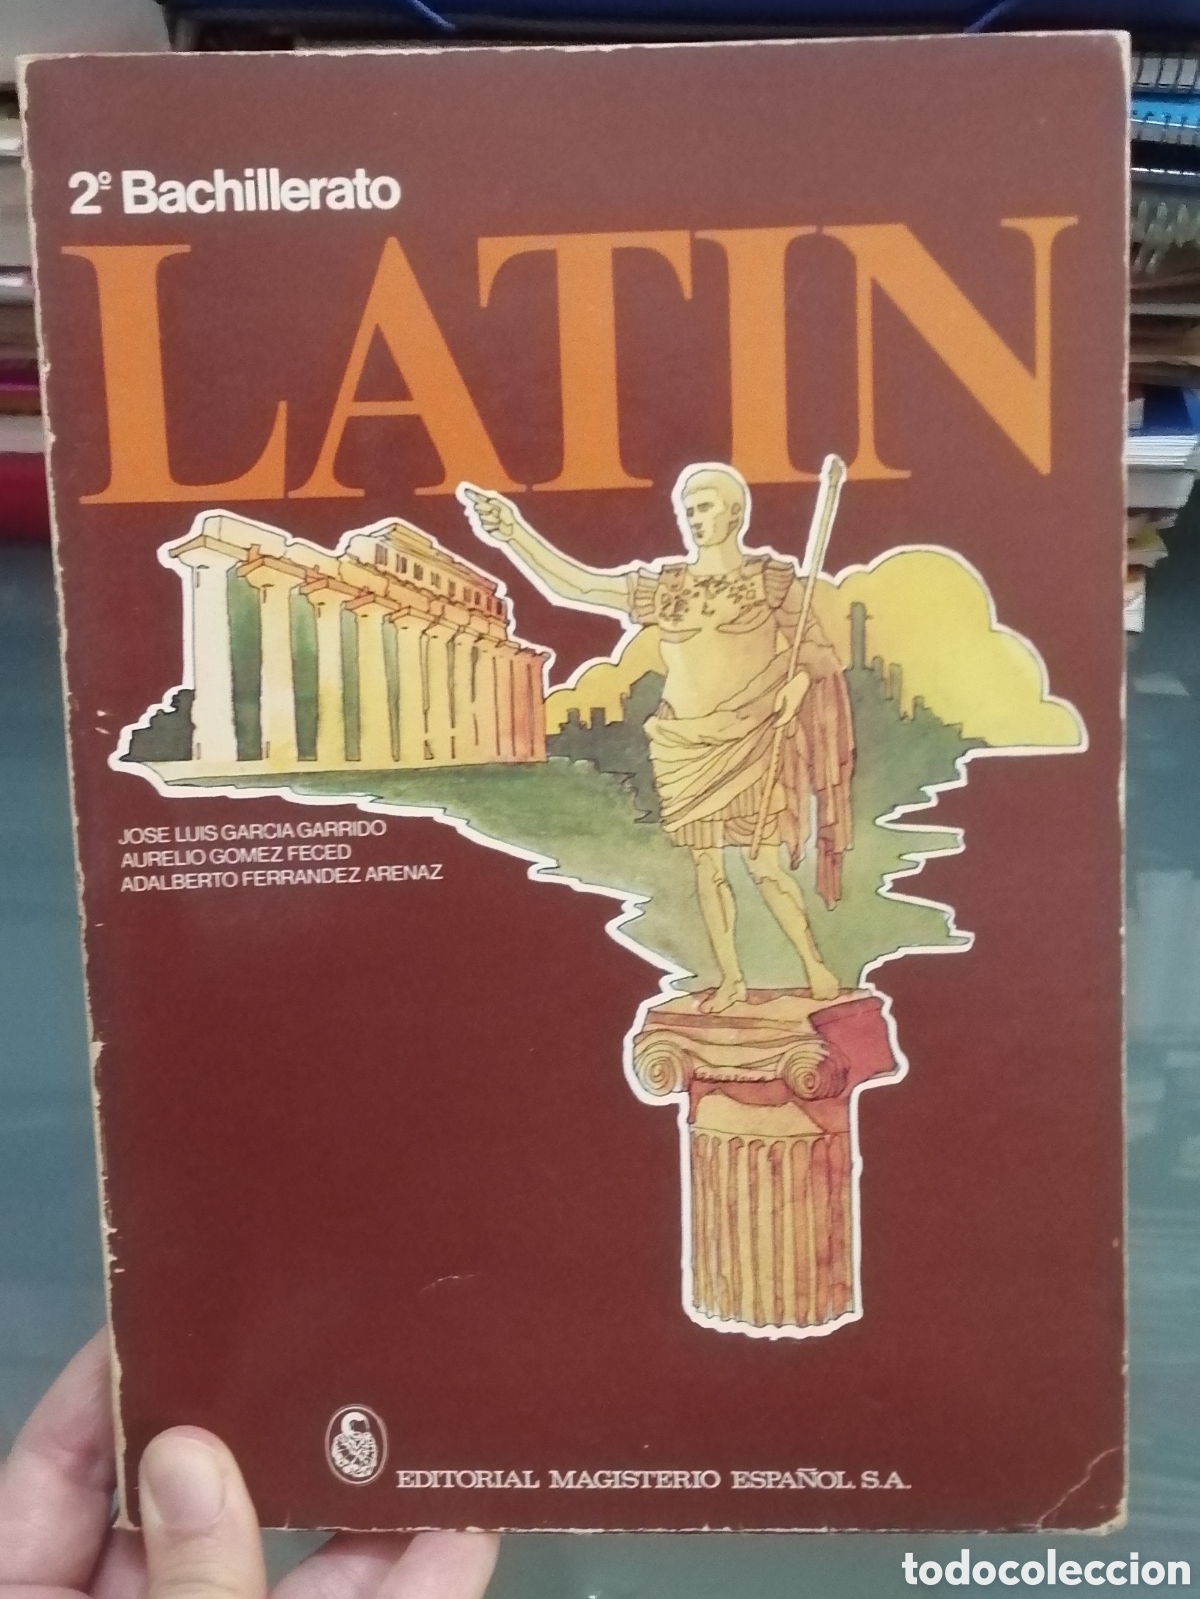 2º Bachillerato
LATIN
JOSE LUIS GARCIA GARRIDO
AURELIO GOMEZ FECED
ADALBERTO FERRANDEZ ARENAZ
EDITORIAL MAGISTERIO ESPAÑOL, S.A.
todocoleccion